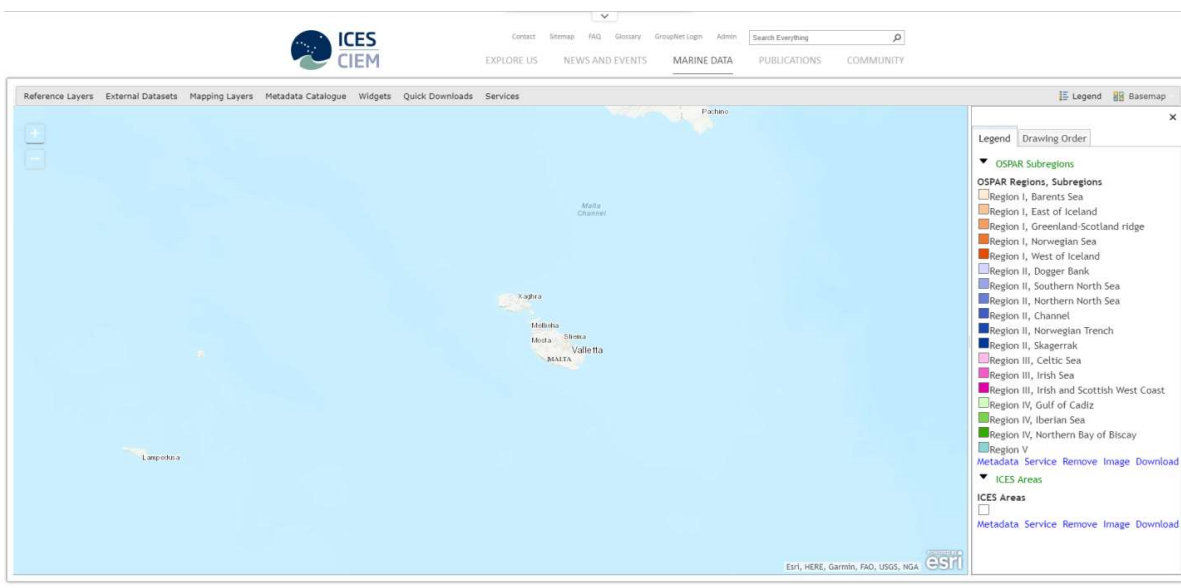 ICES
CIEM
Contact Sitemap FAQ Glossary GroupNet Login Admin
Search Everything
EXPLORE US NEWS AND EVENTS MARINE DATA PUBLICATIONS COMMUNITY
Reference Layers External Datasets Mapping Layers Metadata Catalogue Widgets Quick Downloads Services
Legend Basemap
Pachino
Malta
Channel
Xaghra
Mellieha
Mosta
Sliema
Valletta
MALTA
Lampedusa
Esri, HERE, Garmin, FAO, USGS, NGA
esri
Legend Drawing Order
OSPAR Subregions
OSPAR Regions, Subregions
Region I, Barents Sea
Region I, East of Iceland
Region I, Greenland-Scotland ridge
Region I, Norwegian Sea
Region I, West of Iceland
Region II, Dogger Bank
Region II, Southern North Sea
Region II, Northern North Sea
Region II, Channel
Region II, Norwegian Trench
Region II, Skagerrak
Region III, Celtic Sea
Region III, Irish Sea
Region III, Irish and Scottish West Coast
Region IV, Gulf of Cadiz
Region IV, Iberian Sea
Region IV, Northern Bay of Biscay
Region V
Metadata Service Remove Image Download
ICES Areas
ICES Areas
Metadata Service Remove Image Download